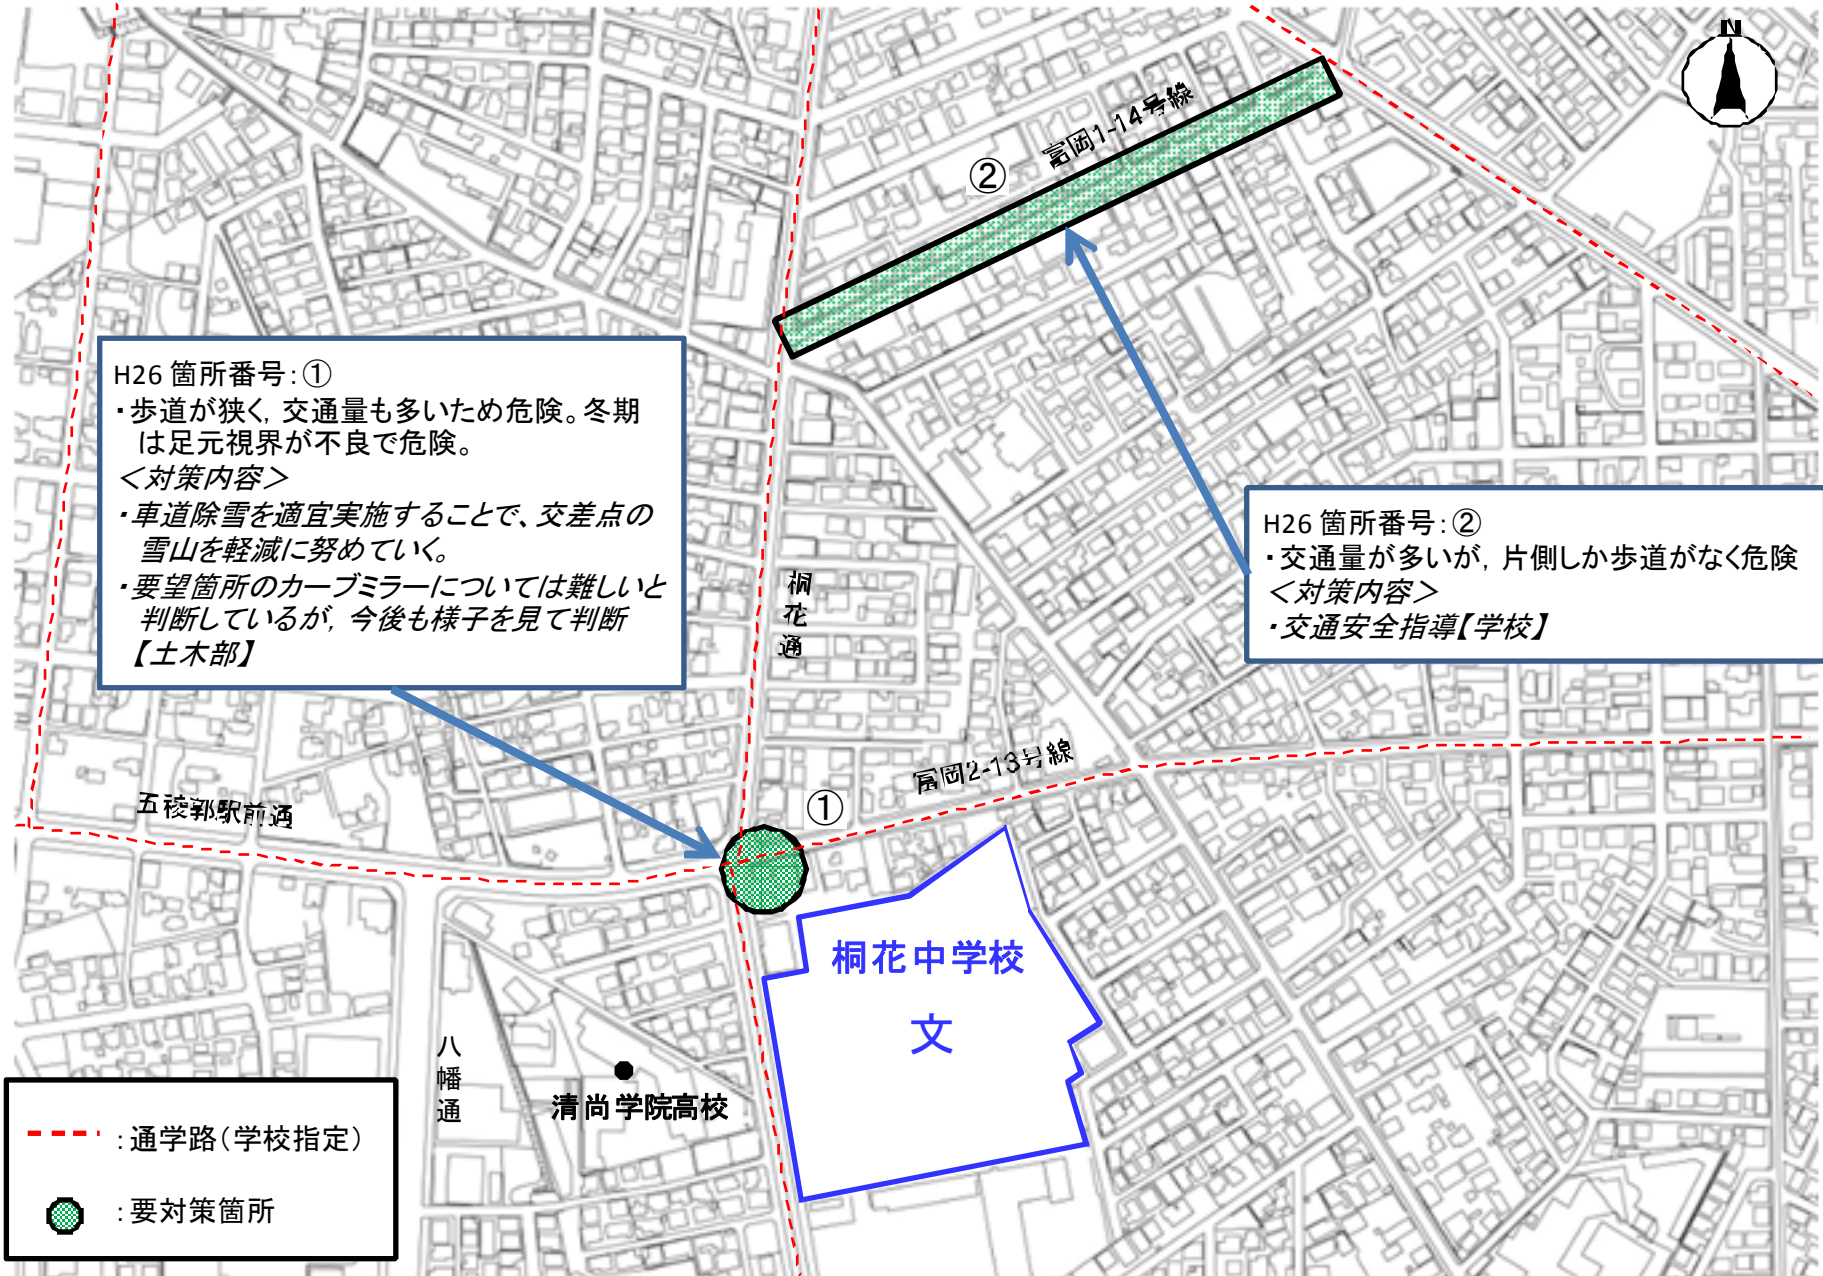 N
富岡1-14号線
②
H26 箇所番号:①
・歩道が狭く, 交通量も多いため危険。冬期
は足元視界が不良で危険。
<対策内容>
・車道除雪を適宜実施することで、交差点の
雪山を軽減に努めていく。
・要望箇所のカーブミラーについては難しいと
判断しているが, 今後も様子を見て判断
【土木部】
H26 箇所番号:②
・交通量が多いが, 片側しか歩道がなく危険
<対策内容>
・交通安全指導【学校】
桐花通
富岡2-13号線
①
五稜郭駅前通
桐花中学校
文
八幡通
清尚学院高校
:通学路(学校指定)
:要対策箇所